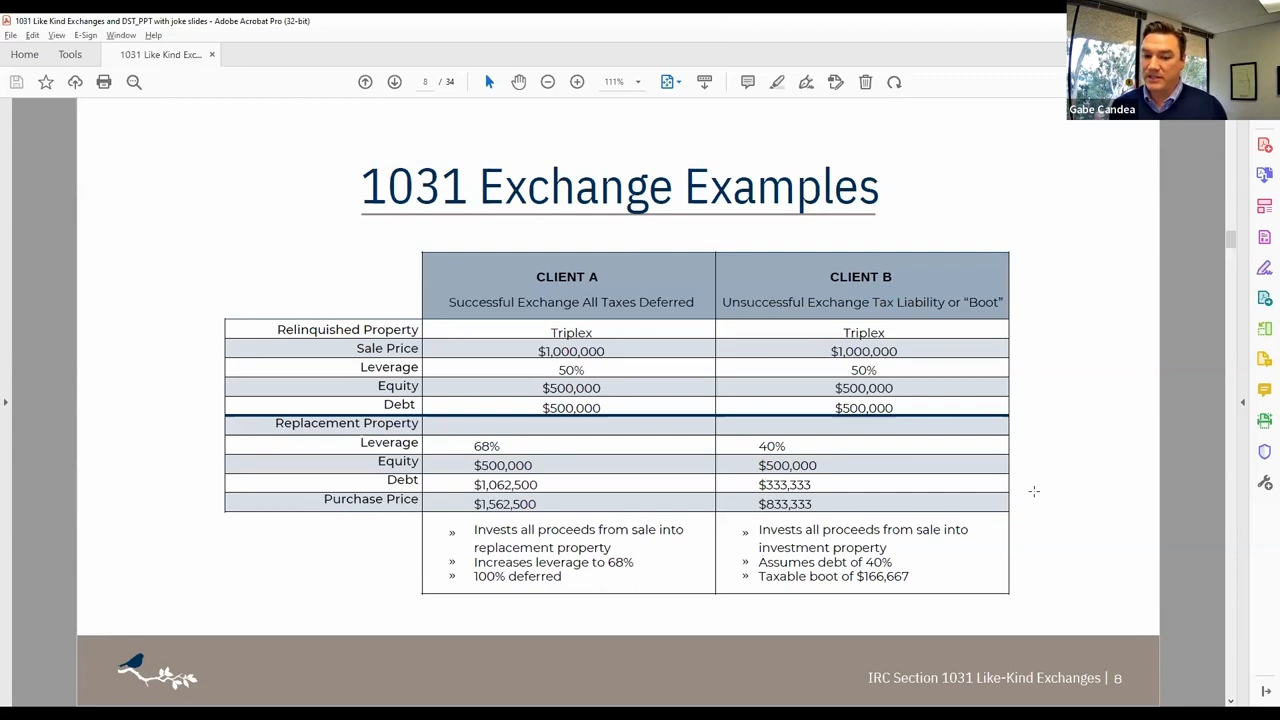 1031 Like Kind Exchanges and DST_PPT with joke slides - Adobe Acrobat Pro (32-bit)
File Edit View E-Sign Window Help
Home Tools 1031 Like Kind Exc... ×
8 / 34 111%
Gabe Candea
1031 Exchange Examples
CLIENT A CLIENT B
Successful Exchange All Taxes Deferred Unsuccessful Exchange Tax Liability or “Boot”
Relinquished Property Triplex Triplex
Sale Price $1,000,000 $1,000,000
Leverage 50% 50%
Equity $500,000 $500,000
Debt $500,000 $500,000
Replacement Property
Leverage 68% 40%
Equity $500,000 $500,000
Debt $1,062,500 $333,333
Purchase Price $1,562,500 $833,333
» Invests all proceeds from sale into
replacement property
» Increases leverage to 68%
» 100% deferred
» Invests all proceeds from sale into
investment property
» Assumes debt of 40%
» Taxable boot of $166,667
IRC Section 1031 Like-Kind Exchanges | 8